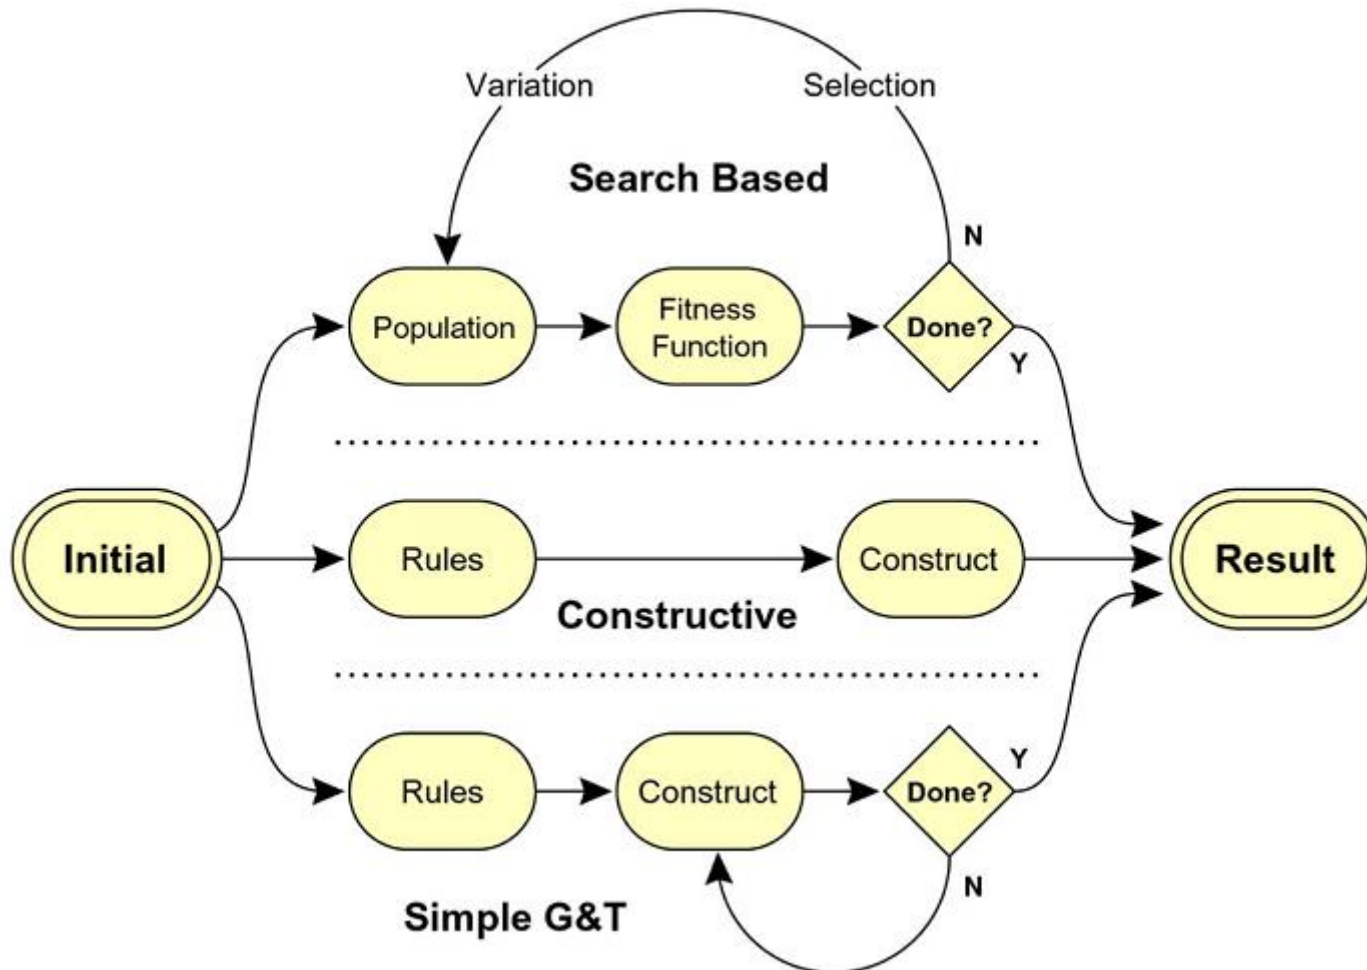 Variation
Selection
Search Based
N
Population
Fitness
Function
Done?
Y
Initial
Rules
Construct
Result
Constructive
Rules
Construct
Done?
Y
N
Simple G&T